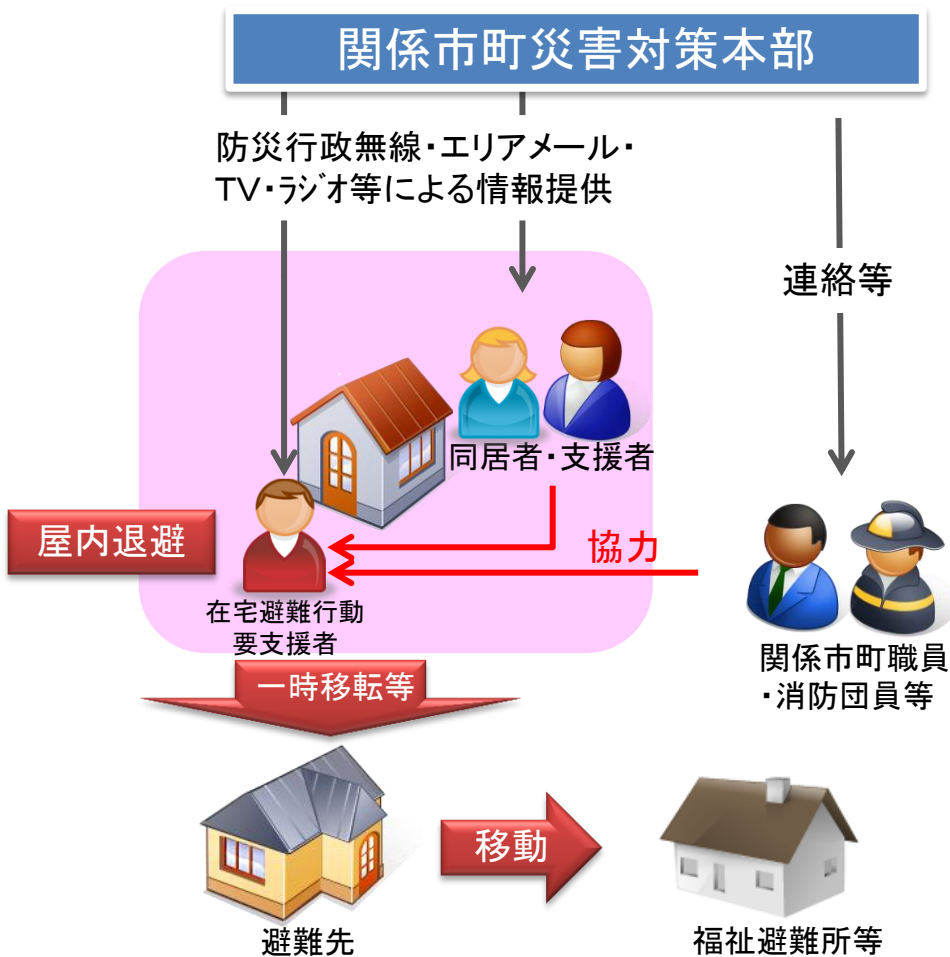 関係市町災害対策本部
防災行政無線・エリアメール・
TV・ラジオ等による情報提供
連絡等
同居者・支援者
屋内退避
協力
在宅避難行動
要支援者
関係市町職員
・消防団員等
一時移転等
移動
避難先
福祉避難所等